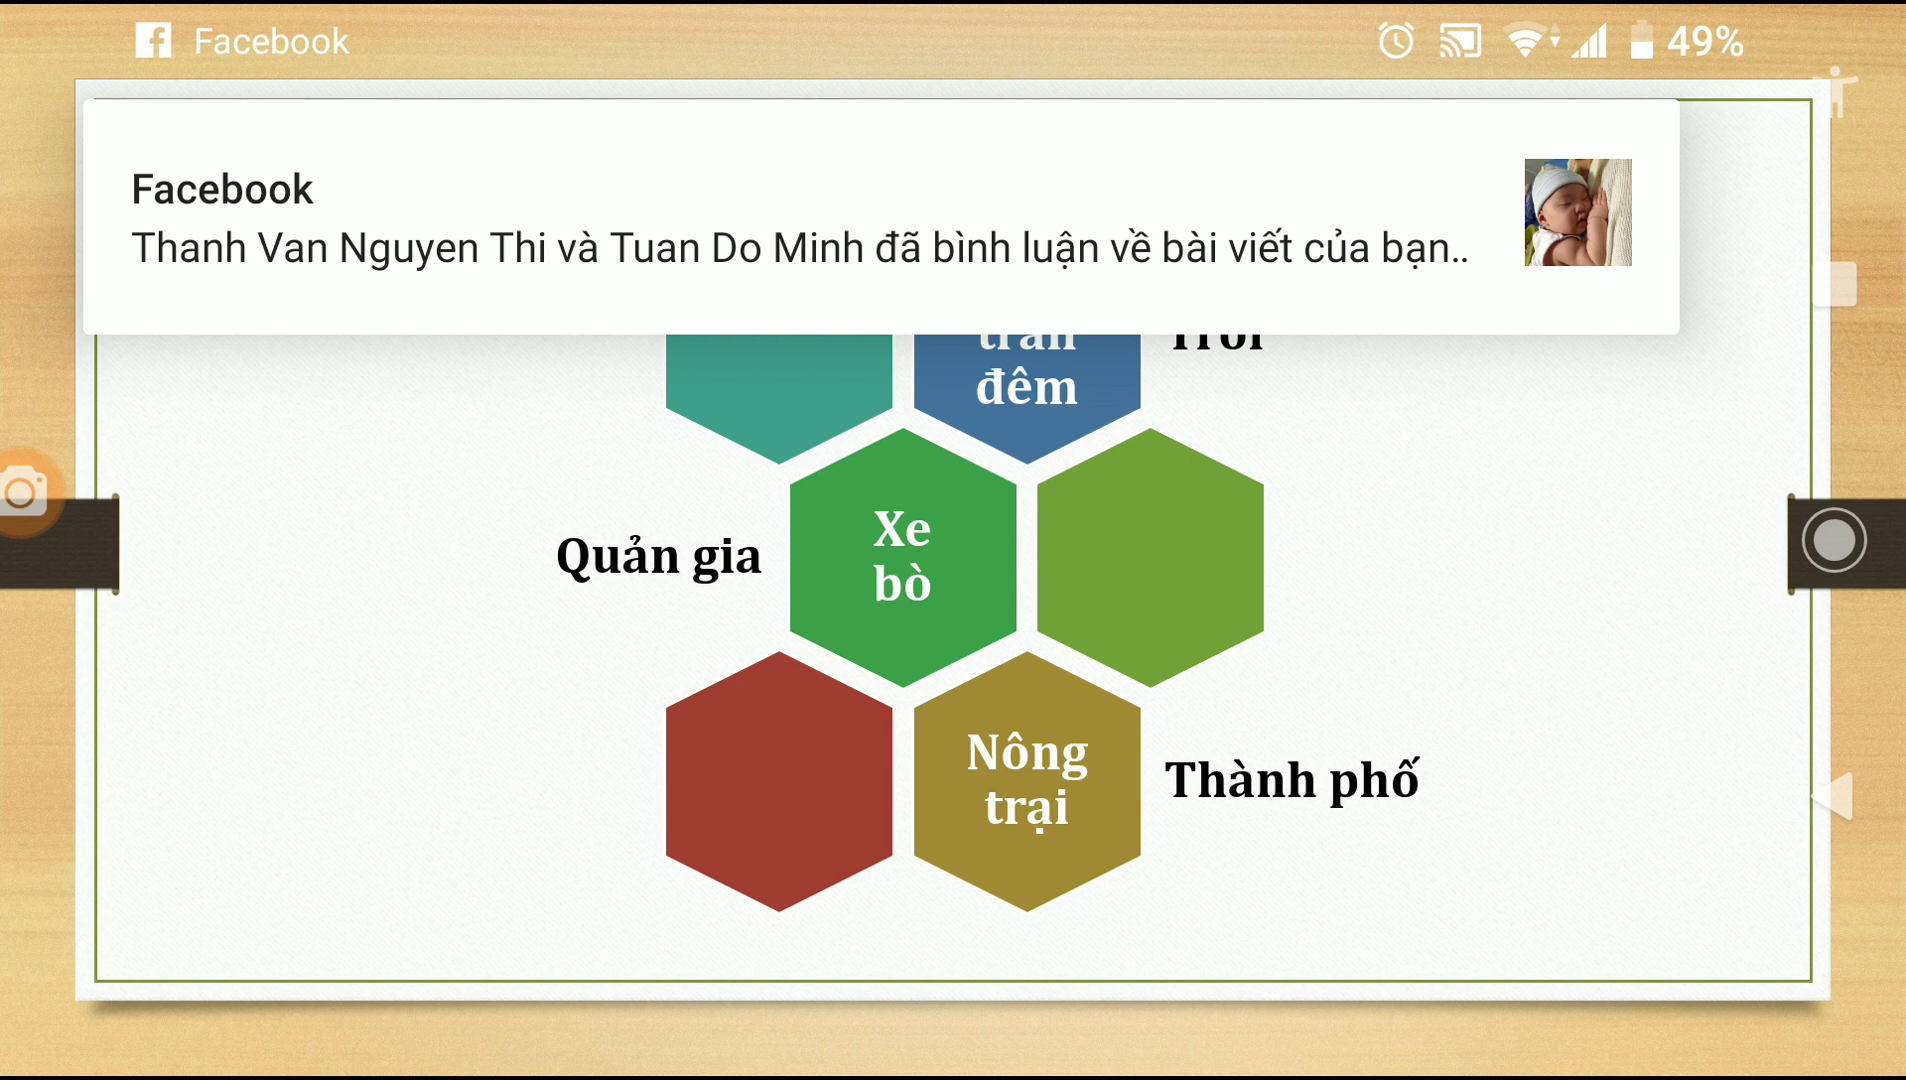 Facebook
49%
Facebook
Thanh Van Nguyen Thi và Tuan Do Minh đã bình luận về bài viết của bạn..
đêm
Quản gia
Xe
bò
Nông
trại
Thành phố